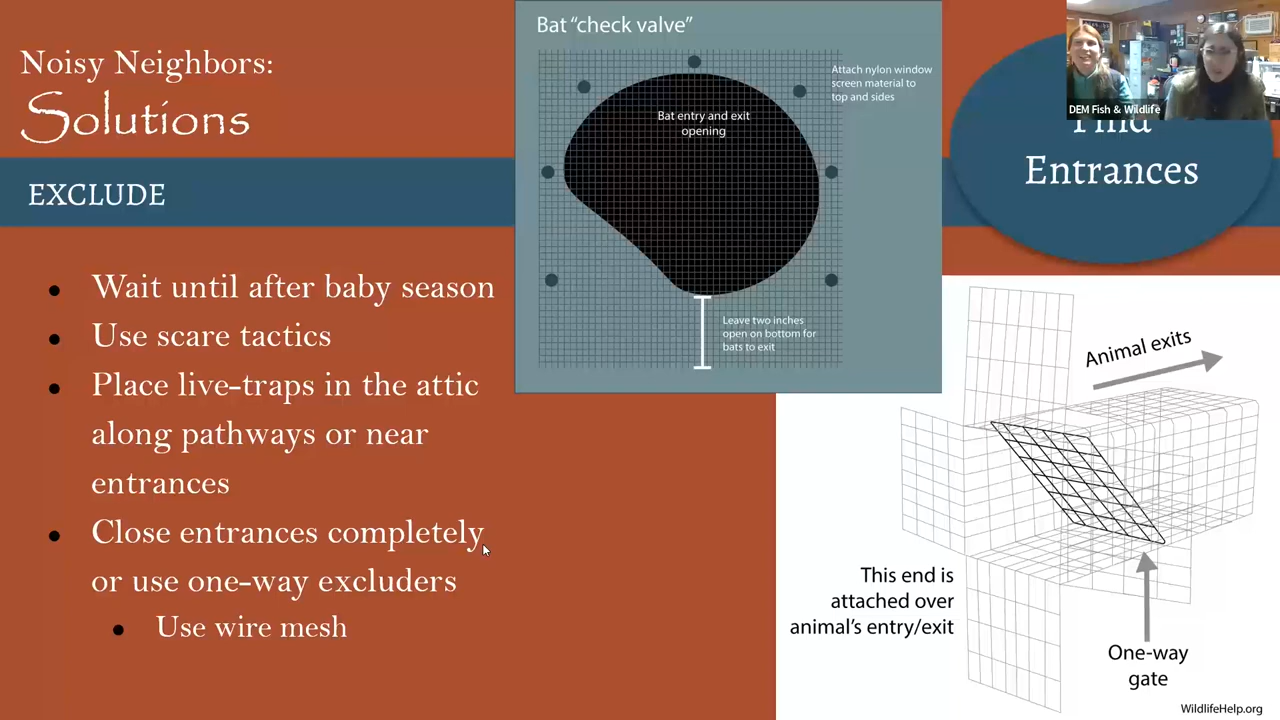 Noisy Neighbors:
Solutions
EXCLUDE
Wait until after baby season
Use scare tactics
Place live-traps in the attic
along pathways or near
entrances
Close entrances completely
or use one-way excluders
Use wire mesh
Bat “check valve”
Attach nylon window
screen material to
top and sides
Bat entry and exit
opening
Leave two inches
open on bottom for
bats to exit
DEM Fish & Wildlife
Find
Entrances
Animal exits
This end is
attached over
animal’s entry/exit
One-way
gate
WildlifeHelp.org